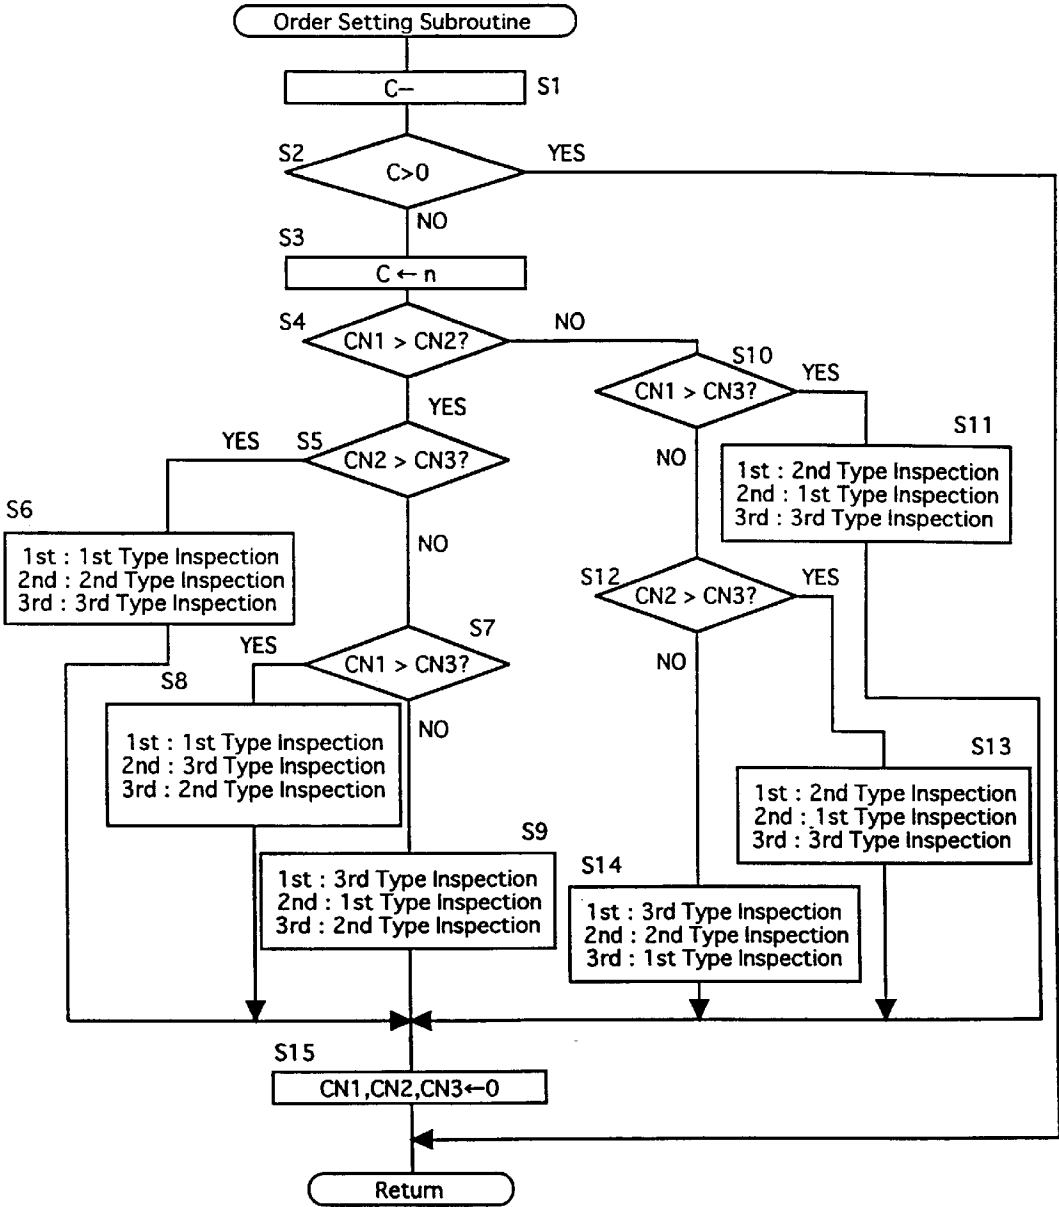 Order Setting Subroutine
C–
S1
S2
YES
C>0
NO
S3
C ← n
S4
CN1 > CN2?
NO
S10
CN1 > CN3?
YES
YES
YES
S5
CN2 > CN3?
NO
S11
1st : 2nd Type Inspection
2nd : 1st Type Inspection
3rd : 3rd Type Inspection
S6
1st : 1st Type Inspection
2nd : 2nd Type Inspection
3rd : 3rd Type Inspection
NO
S12
CN2 > CN3?
YES
S7
YES
CN1 > CN3?
NO
S8
1st : 1st Type Inspection
2nd : 3rd Type Inspection
3rd : 2nd Type Inspection
NO
S13
1st : 2nd Type Inspection
2nd : 1st Type Inspection
3rd : 3rd Type Inspection
S9
1st : 3rd Type Inspection
2nd : 1st Type Inspection
3rd : 2nd Type Inspection
S14
1st : 3rd Type Inspection
2nd : 2nd Type Inspection
3rd : 1st Type Inspection
S15
CN1,CN2,CN3←0
Return